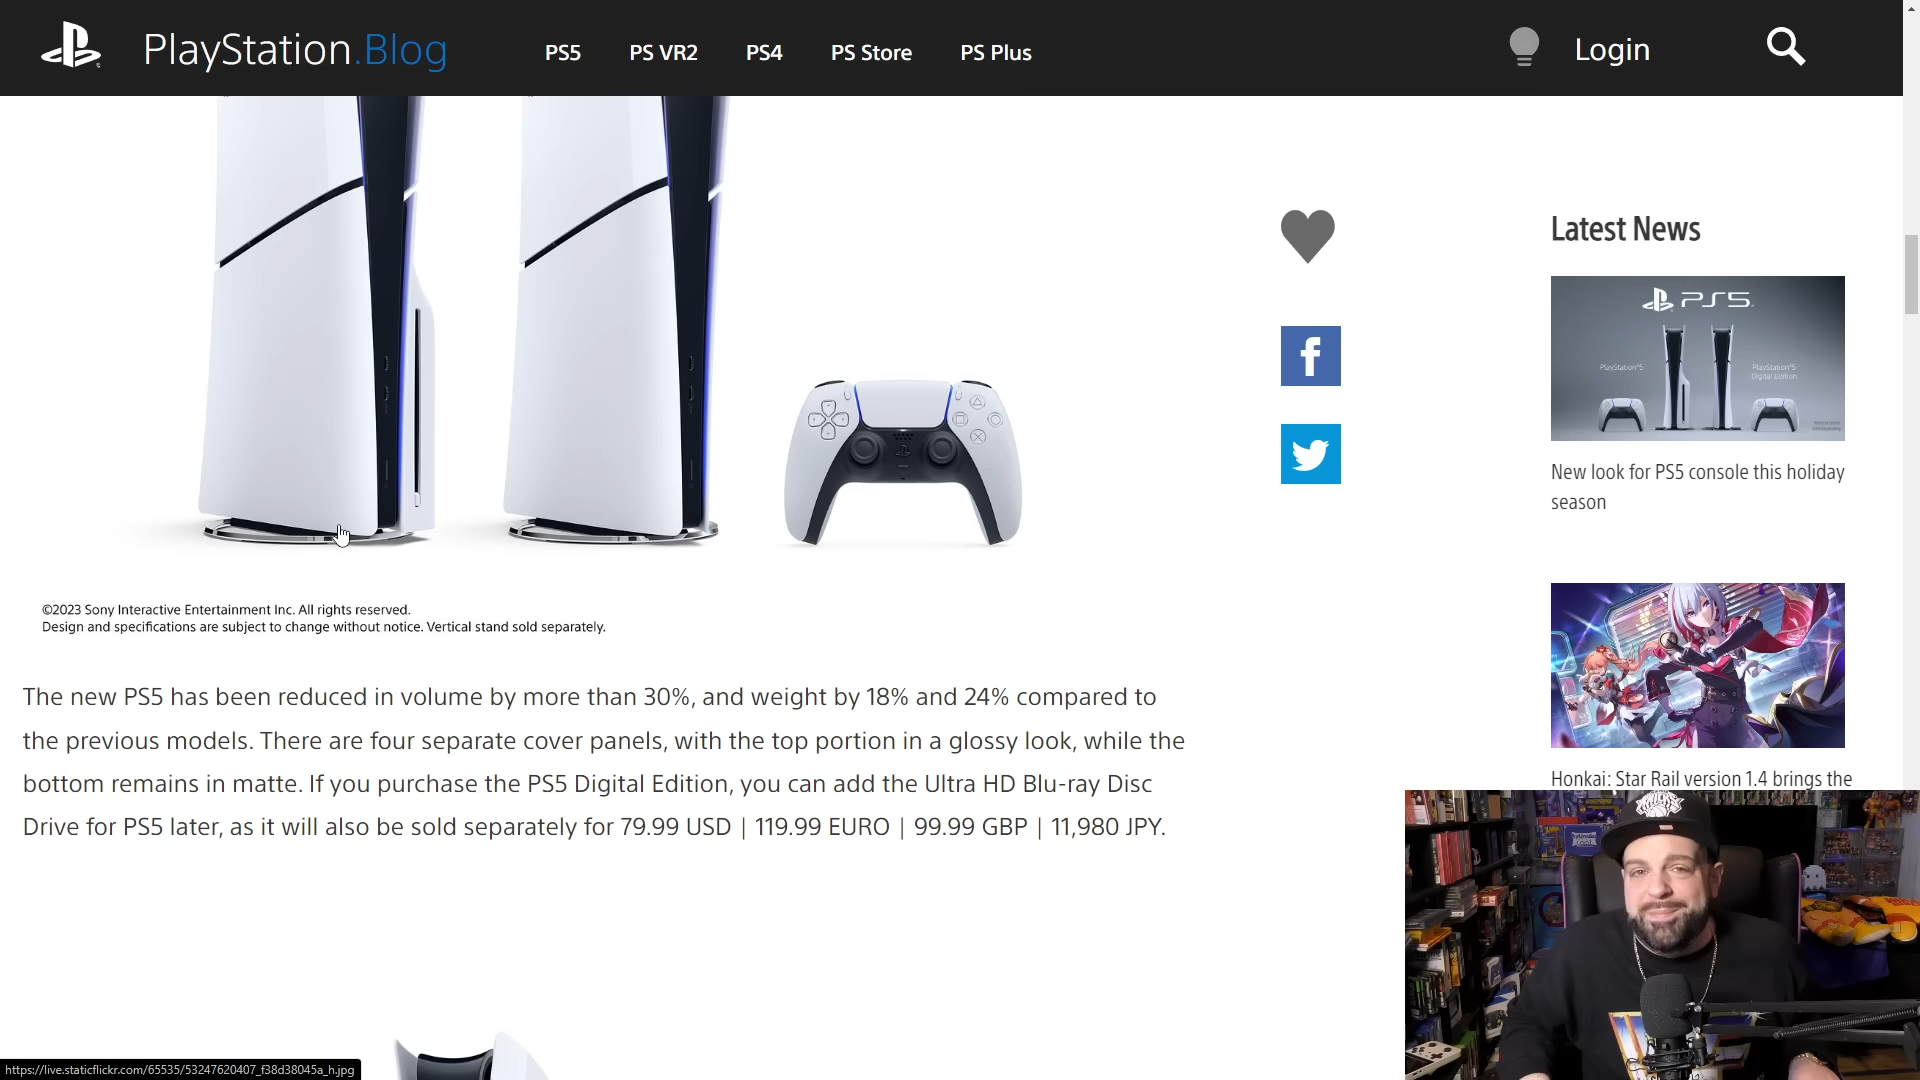 PlayStation.Blog
PS5
PS VR2
PS4
PS Store
PS Plus
Login
©2023 Sony Interactive Entertainment Inc. All rights reserved.
Design and specifications are subject to change without notice. Vertical stand sold separately.
The new PS5 has been reduced in volume by more than 30%, and weight by 18% and 24% compared to
the previous models. There are four separate cover panels, with the top portion in a glossy look, while the
bottom remains in matte. If you purchase the PS5 Digital Edition, you can add the Ultra HD Blu-ray Disc
Drive for PS5 later, as it will also be sold separately for 79.99 USD | 119.99 EURO | 99.99 GBP | 11,980 JPY.
Latest News
PS5
PlayStation®5
PlayStation®5
Digital Edition
New look for PS5 console this holiday
season
Honkai: Star Rail version 1.4 brings the
https://live.staticflickr.com/65535/53247620407_f38d38045a_h.jpg